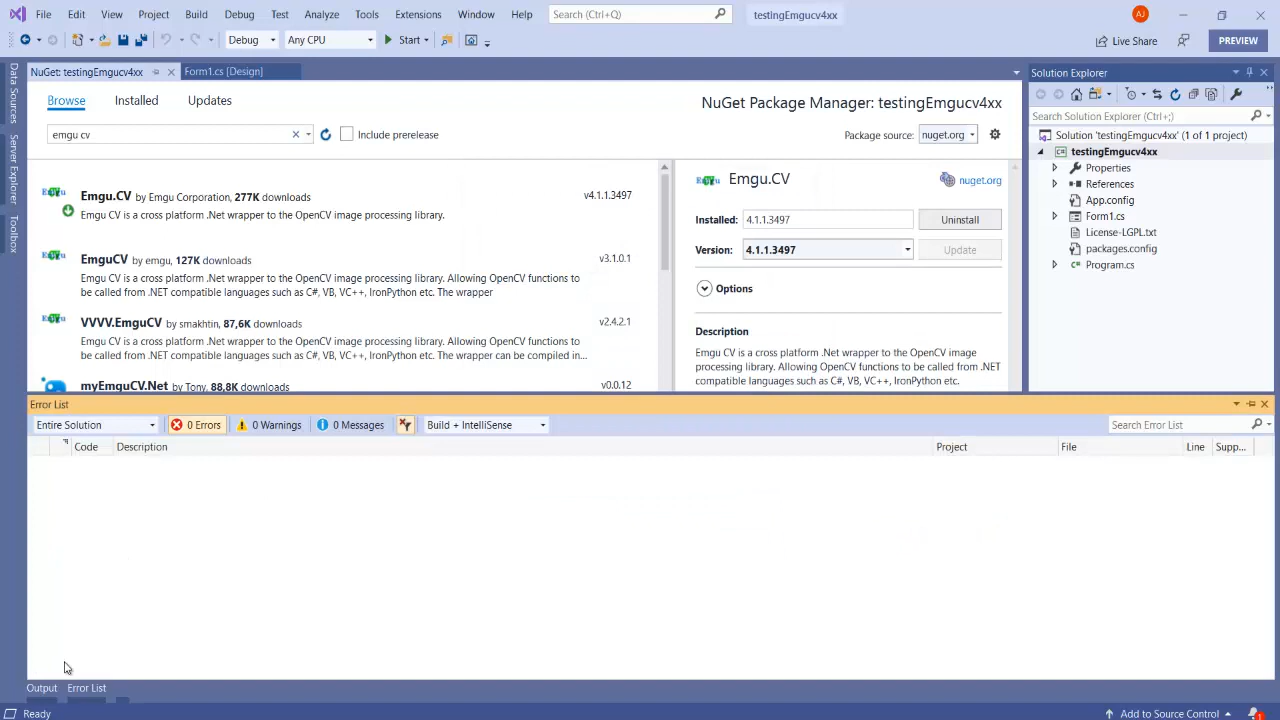 File Edit View Project Build Debug Test Analyze Tools Extensions Window Help Search (Ctrl+Q) testingEmgucv4xx AJ
Debug Any CPU Start Live Share PREVIEW
NuGet: testingEmgucv4xx Form1.cs [Design]
Browse Installed Updates
NuGet Package Manager: testingEmgucv4xx
emgu cv Include prerelease Package source: nuget.org
Emgu.CV by Emgu Corporation, 277K downloads v4.1.1.3497
Emgu CV is a cross platform .Net wrapper to the OpenCV image processing library.
EmguCV by emgu, 127K downloads v3.1.0.1
Emgu CV is a cross platform .Net wrapper to the OpenCV image processing library. Allowing OpenCV functions to
be called from .NET compatible languages such as C#, VB, VC++, IronPython etc. The wrapper
VVVV.EmguCV by smakhtin, 87,6K downloads v2.4.2.1
Emgu CV is a cross platform .Net wrapper to the OpenCV image processing library. Allowing OpenCV functions to
be called from .NET compatible languages such as C#, VB, VC++, IronPython etc. The wrapper can be compiled in...
myEmguCV.Net by Tony, 88,8K downloads v0.0.12
Emgu.CV nuget.org
Installed: 4.1.1.3497 Uninstall
Version: 4.1.1.3497 Update
Options
Description
Emgu CV is a cross platform .Net wrapper to the OpenCV image
processing library. Allowing OpenCV functions to be called from .NET
compatible languages such as C#, VB, VC++, IronPython etc.
Solution Explorer
Search Solution Explorer (Ctrl+;)
Solution 'testingEmgucv4xx' (1 of 1 project)
testingEmgucv4xx
Properties
References
App.config
Form1.cs
License-LGPL.txt
packages.config
Program.cs
Data Sources
Server Explorer
Toolbox
Error List
Entire Solution 0 Errors 0 Warnings 0 Messages Build + IntelliSense Search Error List
Code Description Project File Line Supp...
Output Error List
Ready Add to Source Control 1